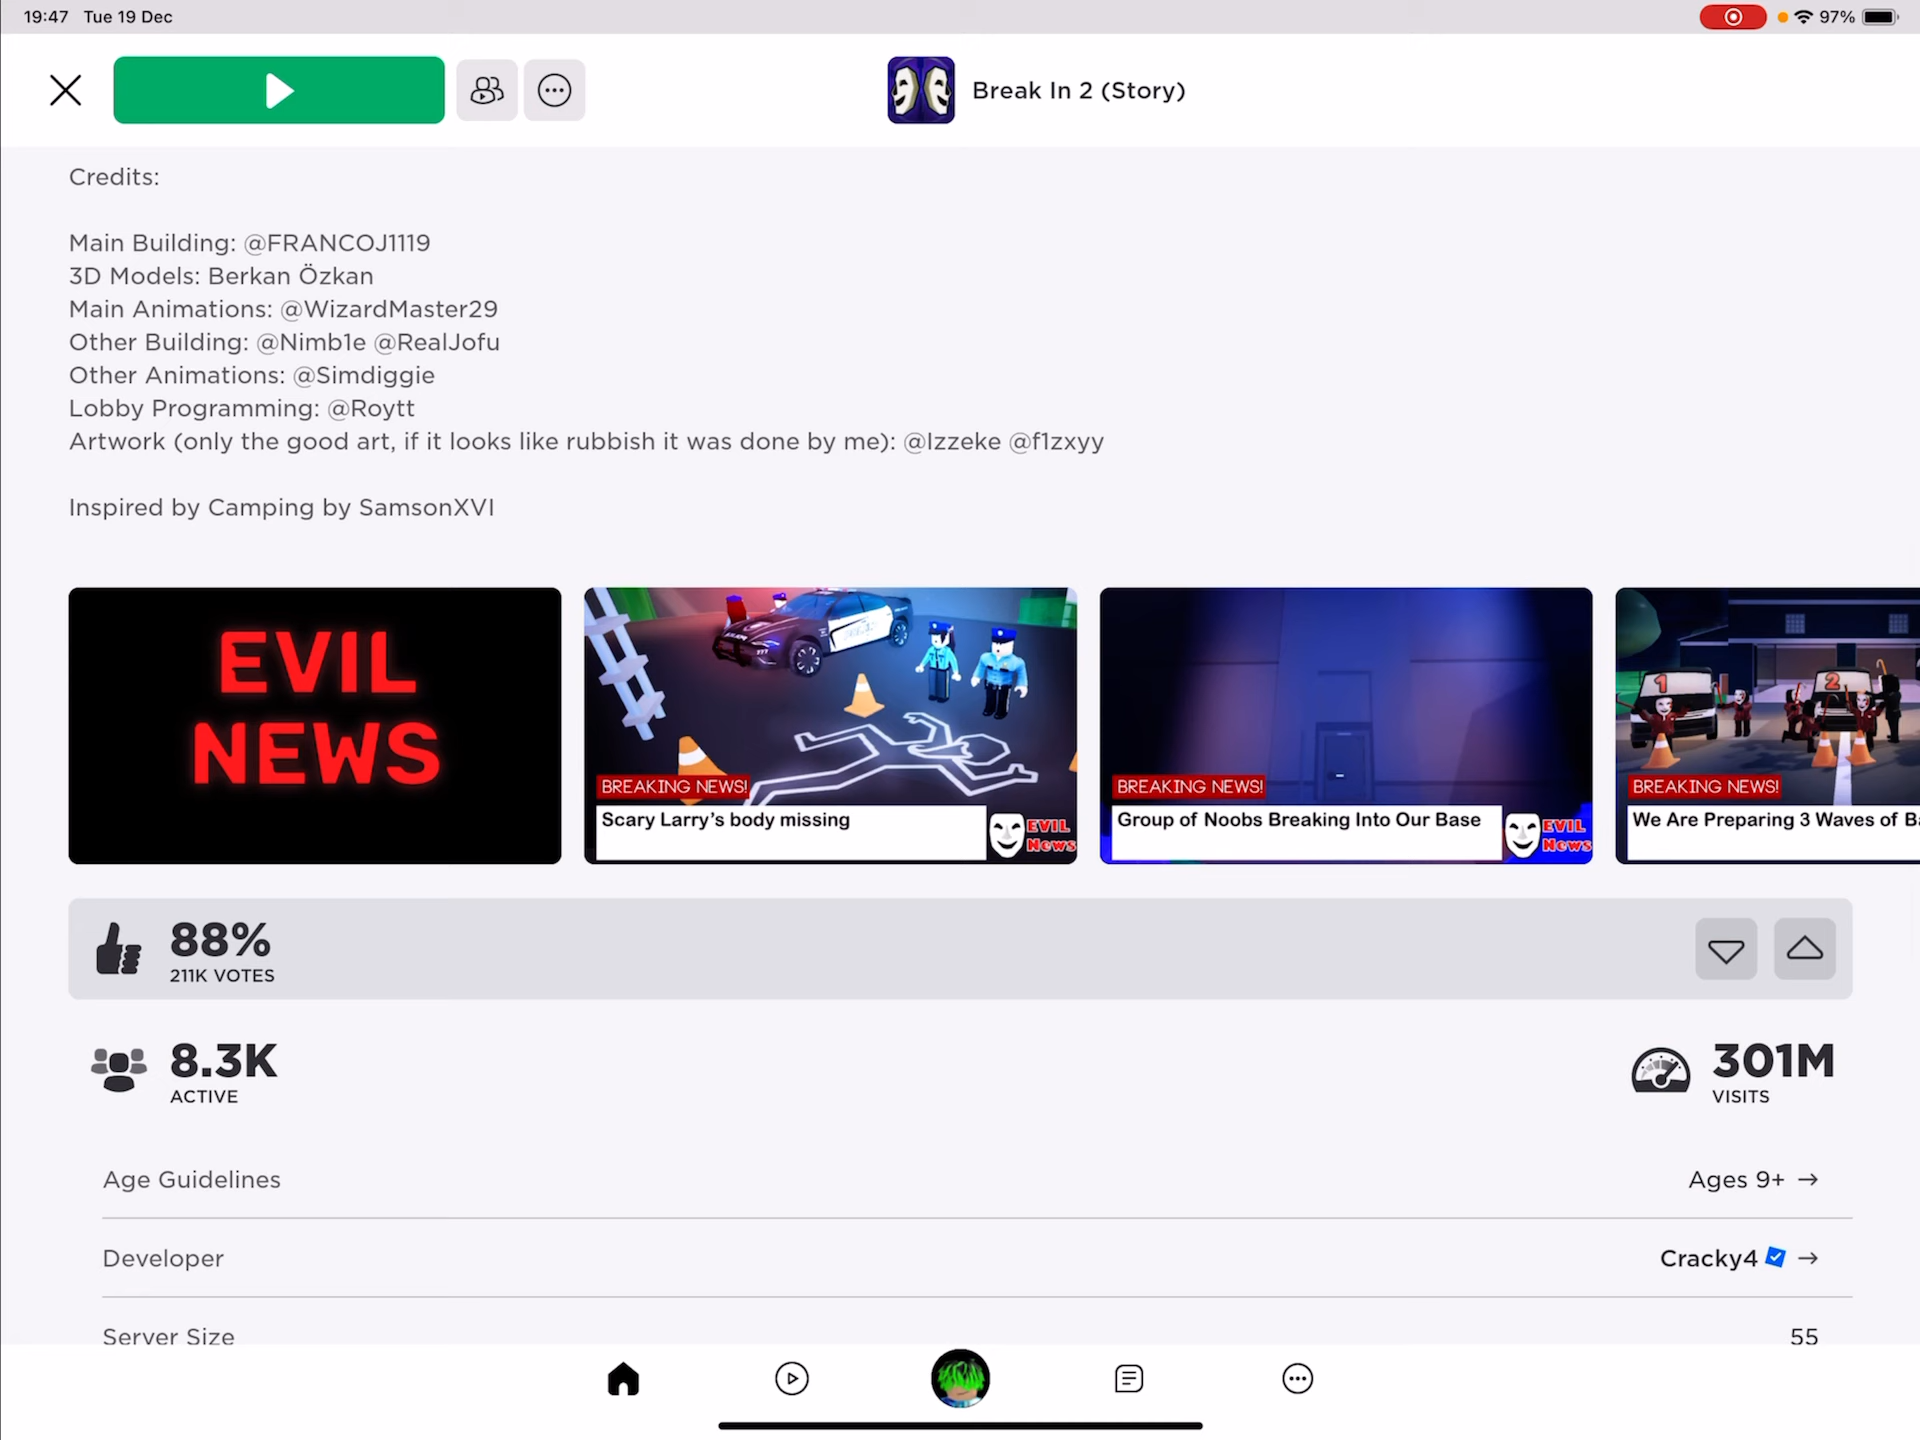 19:47 Tue 19 Dec
97%
Break In 2 (Story)
Credits:
Main Building: @FRANCOJ1119
3D Models: Berkan Özkan
Main Animations: @WizardMaster29
Other Building: @Nimb1e @RealJofu
Other Animations: @Simdiggie
Lobby Programming: @Roytt
Artwork (only the good art, if it looks like rubbish it was done by me): @Izzeke @f1zxyy
Inspired by Camping by SamsonXVI
EVIL
NEWS
BREAKING NEWS!
Scary Larry's body missing
EVIL
News
BREAKING NEWS!
Group of Noobs Breaking Into Our Base
EVIL
News
1
2
BREAKING NEWS!
We Are Preparing 3 Waves of
88%
211K VOTES
8.3K
ACTIVE
301M
VISITS
Age Guidelines
Ages 9+
Developer
Cracky4
Server Size
55